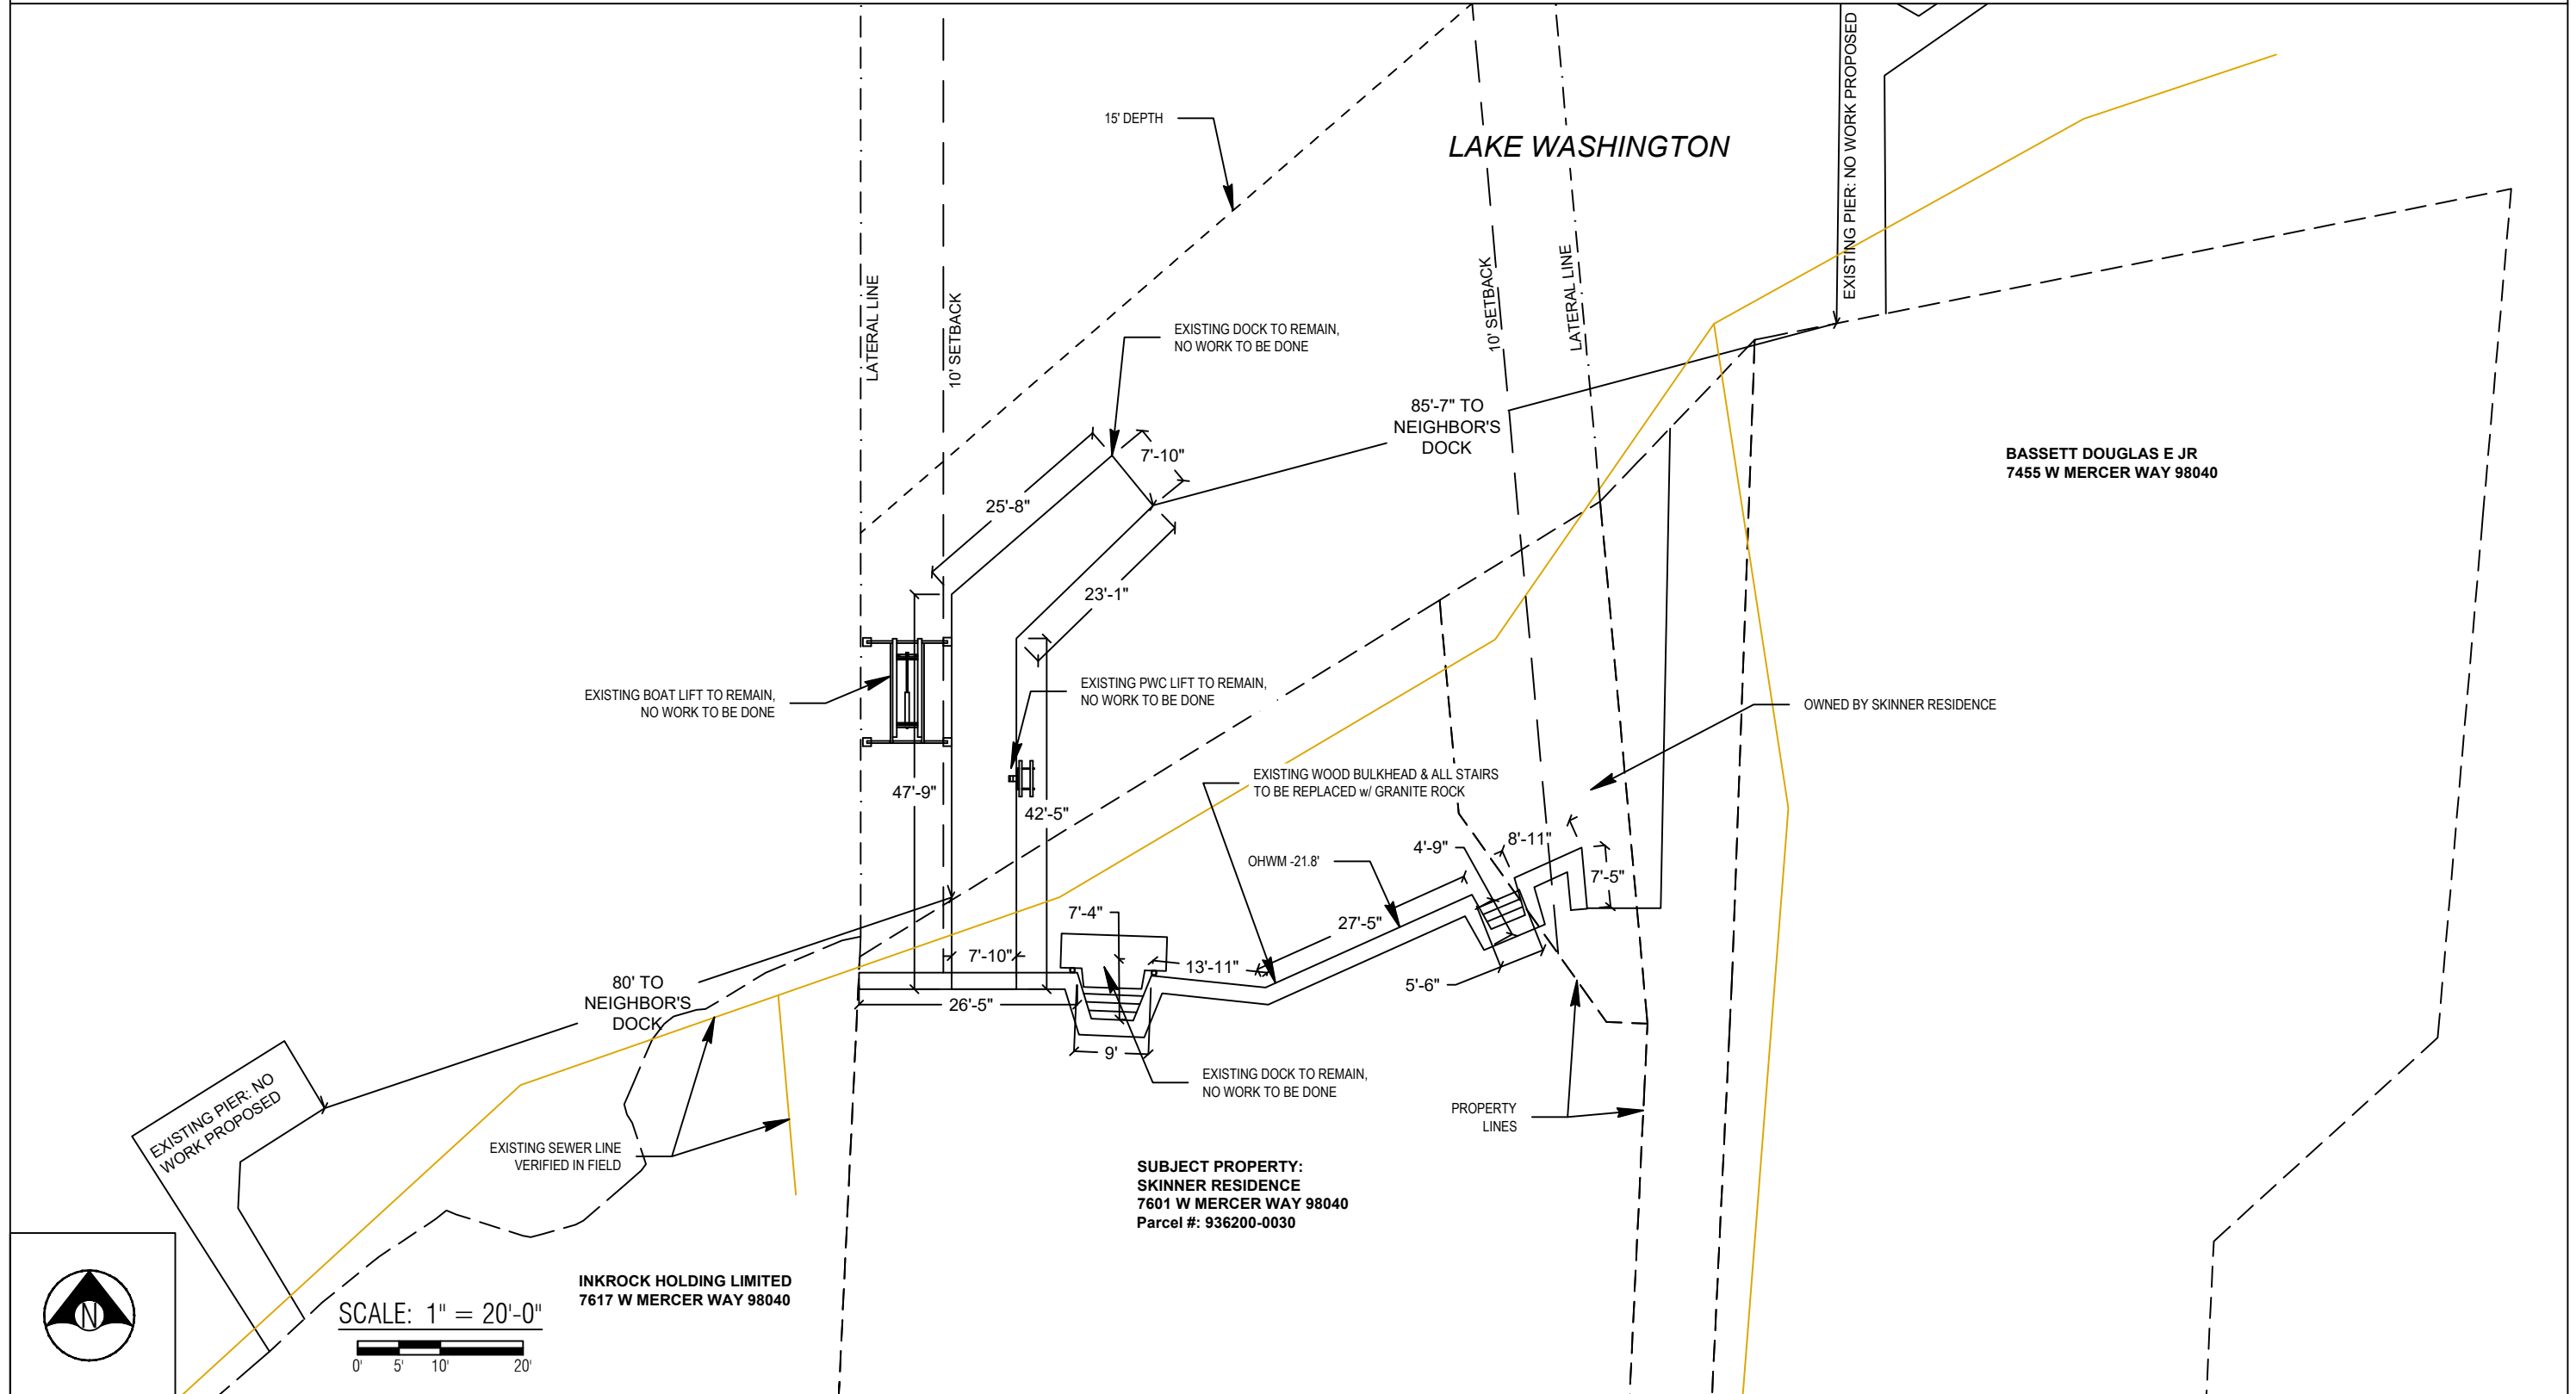 EXISTING PIER: NO WORK PROPOSED
15' DEPTH
LAKE WASHINGTON
LATERAL LINE
10' SETBACK
10' SETBACK
LATERAL LINE
EXISTING DOCK TO REMAIN,
NO WORK TO BE DONE
85'-7" TO
NEIGHBOR'S
DOCK
7'-10"
BASSETT DOUGLAS E JR
7455 W MERCER WAY 98040
25'-8"
23'-1"
EXISTING BOAT LIFT TO REMAIN,
NO WORK TO BE DONE
EXISTING PWC LIFT TO REMAIN,
NO WORK TO BE DONE
OWNED BY SKINNER RESIDENCE
47'-9"
42'-5"
EXISTING WOOD BULKHEAD & ALL STAIRS
TO BE REPLACED w/ GRANITE ROCK
OHWM -21.8'
4'-9"
8'-11"
7'-5"
27'-5"
7'-4"
7'-10"
13'-11"
5'-6"
80' TO
NEIGHBOR'S
DOCK
26'-5"
9'
EXISTING DOCK TO REMAIN,
NO WORK TO BE DONE
PROPERTY
LINES
EXISTING PIER: NO
WORK PROPOSED
EXISTING SEWER LINE
VERIFIED IN FIELD
SUBJECT PROPERTY:
SKINNER RESIDENCE
7601 W MERCER WAY 98040
Parcel #: 936200-0030
INKROCK HOLDING LIMITED
7617 W MERCER WAY 98040
N
SCALE: 1" = 20'-0"
0' 5' 10' 20'